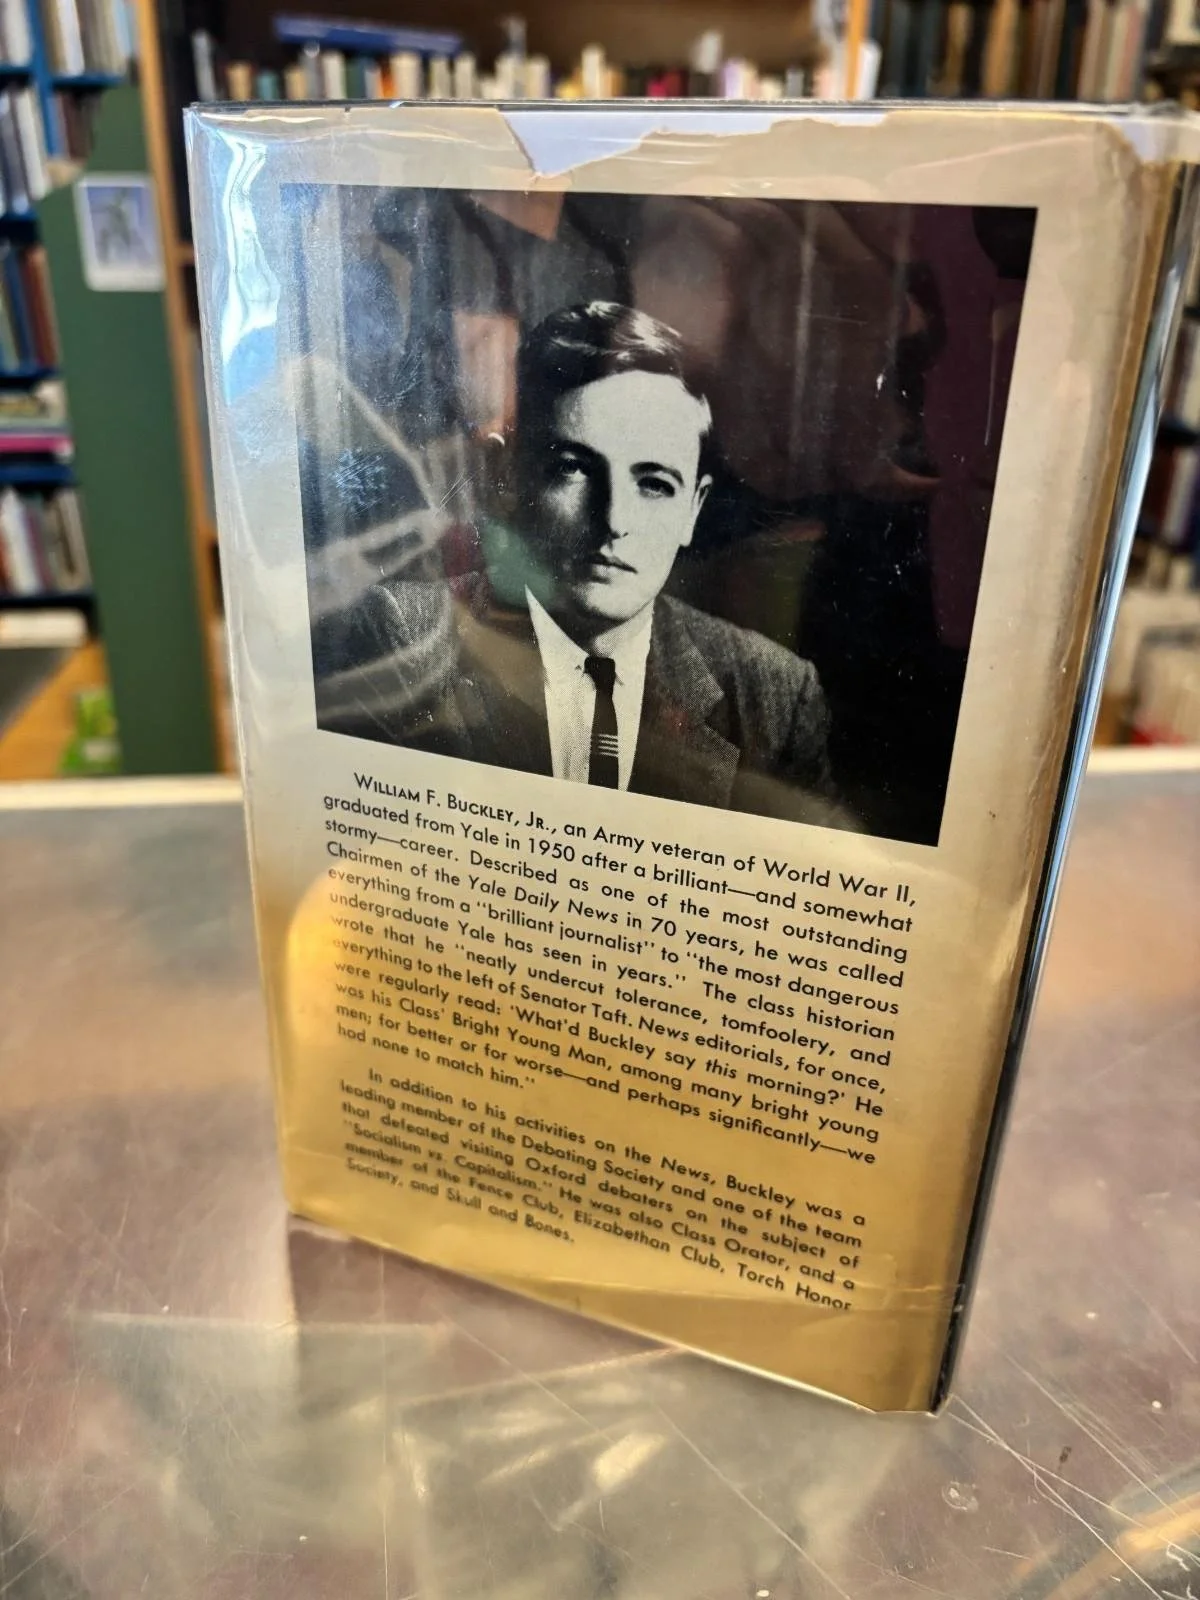 WILLIAM F. BUCKLEY, JR., an Army veteran of World War II,
graduated from Yale in 1950 after a brilliant—and somewhat
stormy—career. Described as one of the most outstanding
Chairmen of the Yale Daily News in 70 years, he was called
everything from a "brilliant journalist" to "the most dangerous
undergraduate Yale has seen in years." The class historian
wrote that he "neatly undercut tolerance, tomfoolery, and
everything to the left of Senator Taft. News editorials, for once,
were regularly read: 'What'd Buckley say this morning?' He
was his Class' Bright Young Man, among many bright young
men; for better or for worse—and perhaps significantly—we
had none to match him."
In addition to his activities on the News, Buckley was a
leading member of the Debating Society and one of the team
that defeated visiting Oxford debaters on the subject of
"Socialism vs. Capitalism." He was also Class Orator, and a
member of the Fence Club, Elizabethan Club, Torch Honor
Society, and Skull and Bones.